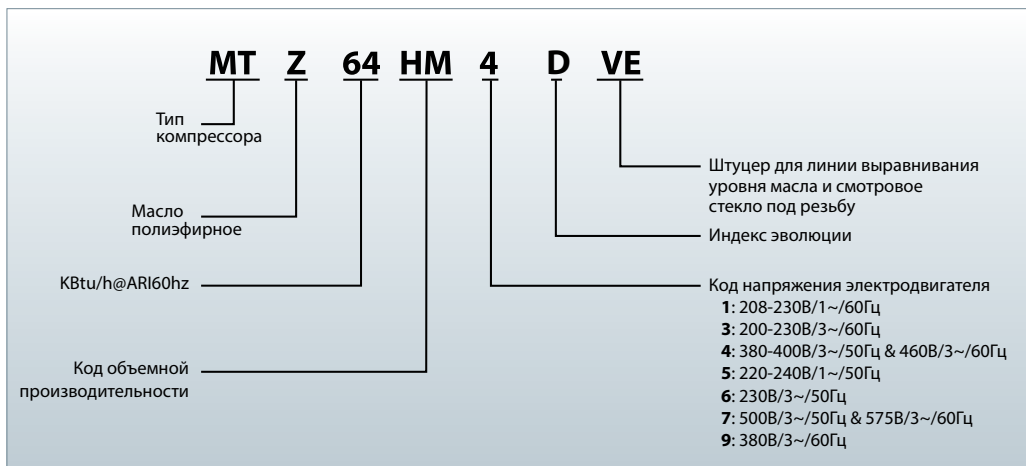 MT Z 64 HM 4 D VE
Тип
компрессора
Масло
полиэфирное
KBtu/h@ARI60hz
Код объемной
производительности
Штуцер для линии выравнивания
уровня масла и смотровое
стекло под резьбу
Индекс эволюции
Код напряжения электродвигателя
1: 208-230В/1~/60Гц
3: 200-230В/3~/60Гц
4: 380-400В/3~/50Гц & 460В/3~/60Гц
5: 220-240В/1~/50Гц
6: 230В/3~/50Гц
7: 500В/3~/50Гц & 575В/3~/60Гц
9: 380В/3~/60Гц